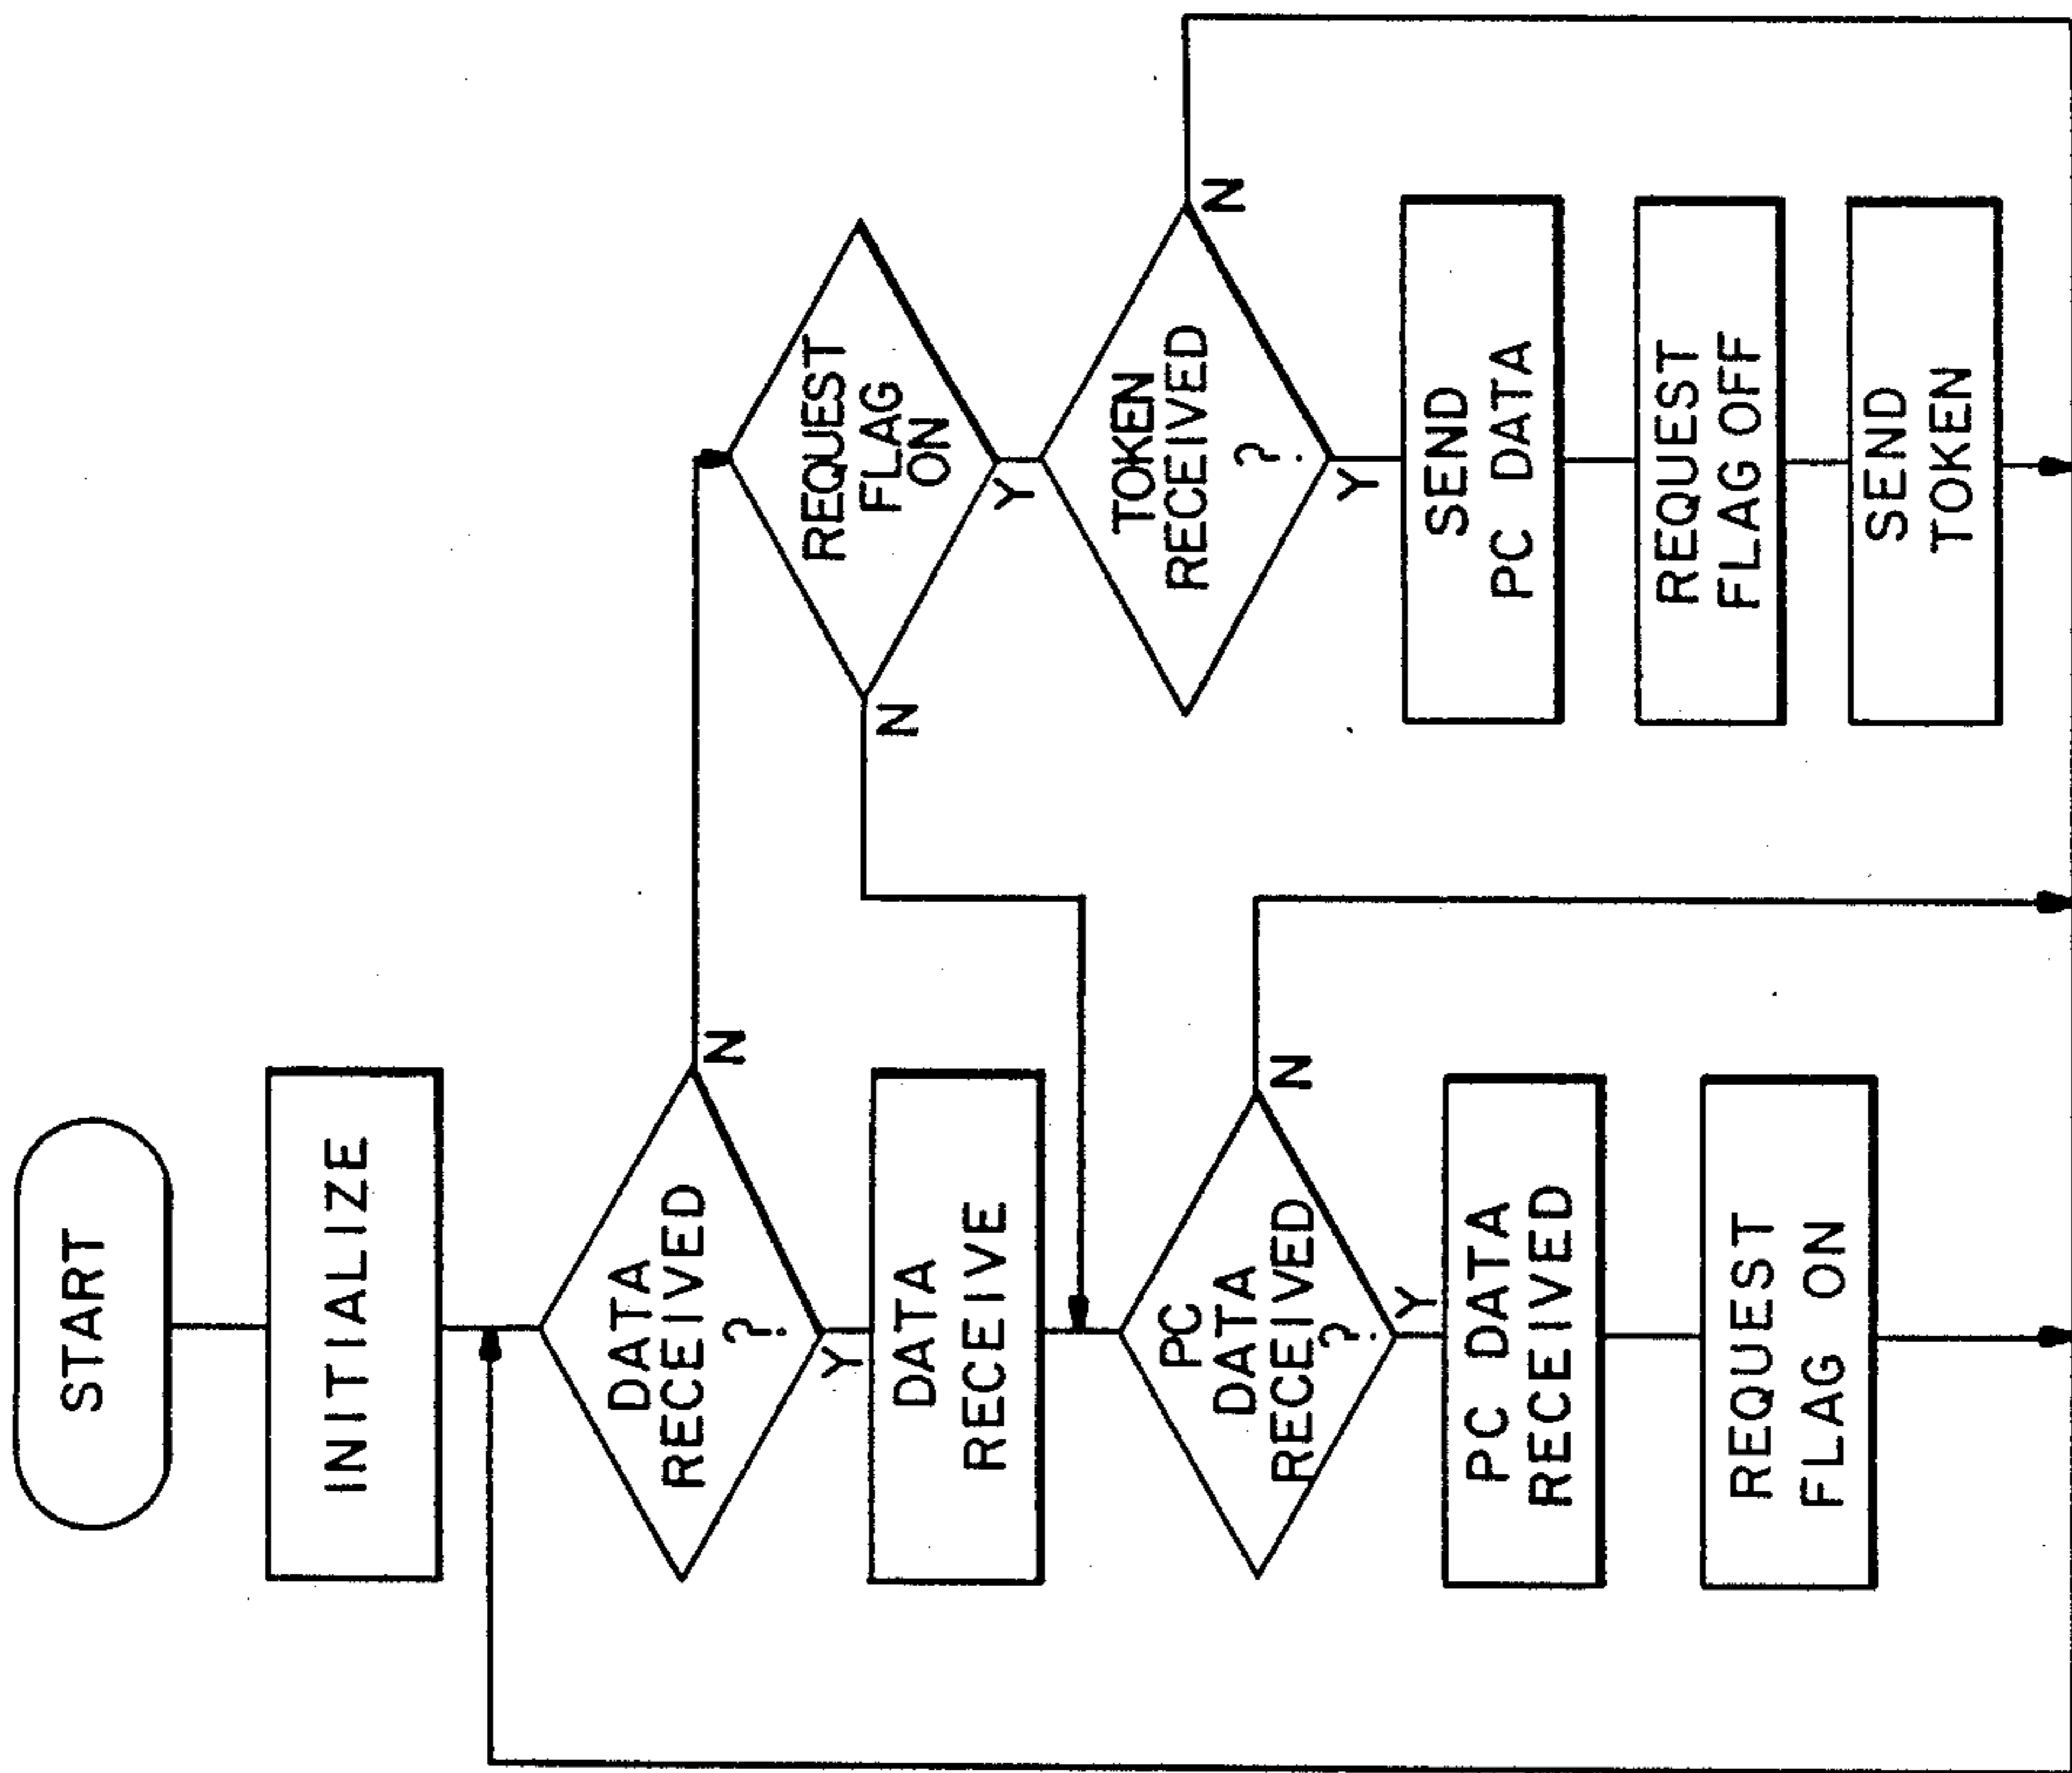 START
INITIALIZE
DATA
RECEIVED
?
N
Y
DATA
RECEIVE
PC
DATA
RECEIVED
?
N
Y
PC DATA
RECEIVED
REQUEST
FLAG ON
REQUEST
FLAG
ON
N
Y
TOKEN
RECEIVED
?
N
Y
SEND
PC DATA
REQUEST
FLAG OFF
SEND
TOKEN